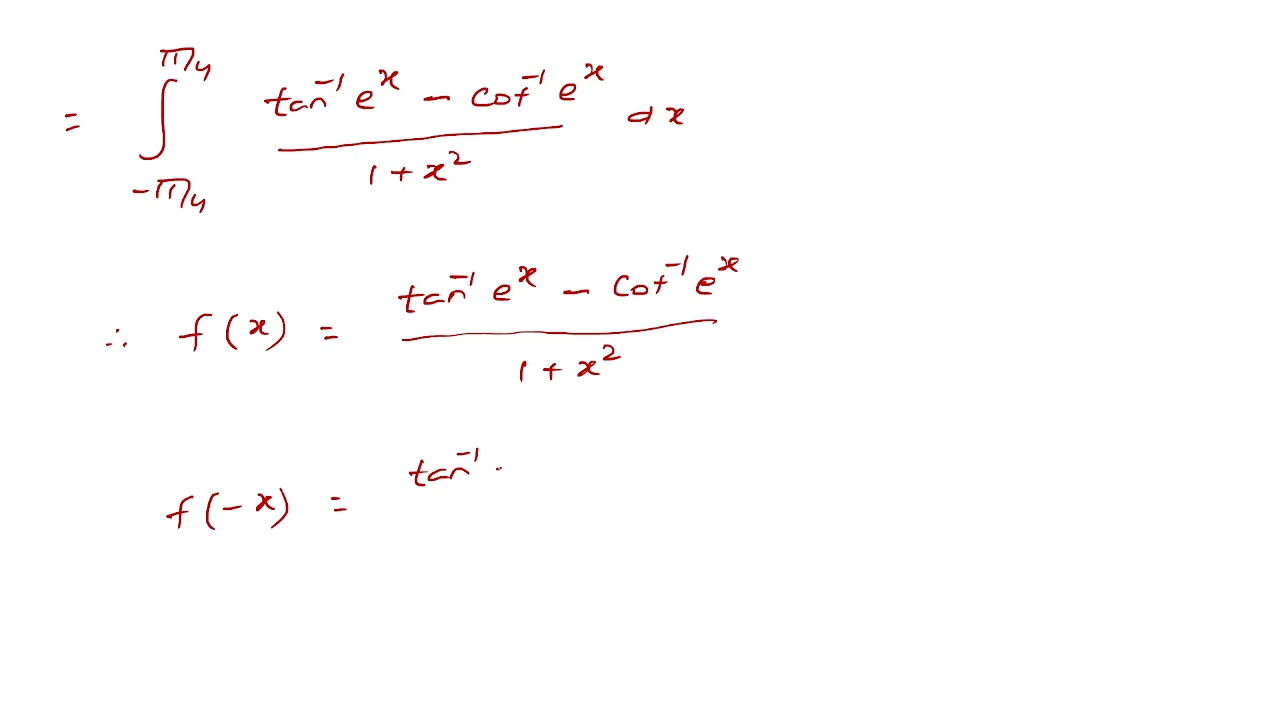 = ∫_{-π/4}^{π/4} (tan⁻¹ eˣ − cot⁻¹ eˣ)/(1 + x²) dx
∴ f(x) = (tan⁻¹ eˣ − cot⁻¹ eˣ)/(1 + x²)
f(−x) = tan⁻¹